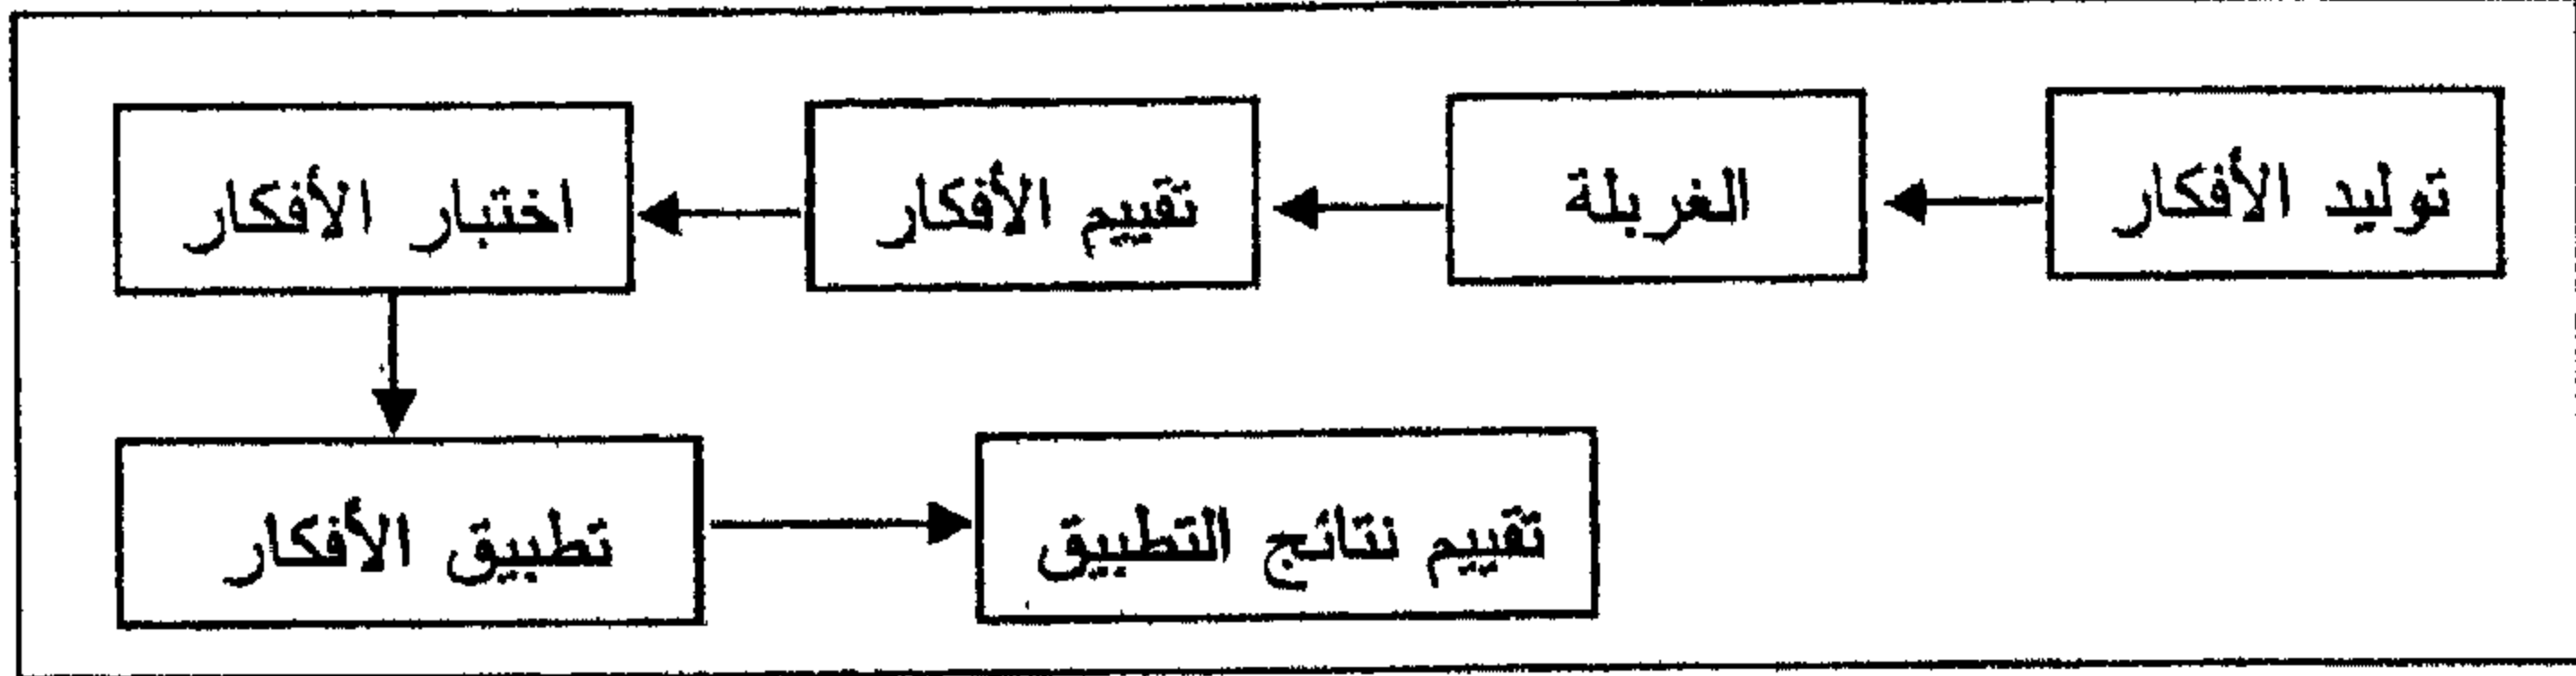 توليد الأفكار
الغربلة
تقييم الأفكار
اختبار الأفكار
تطبيق الأفكار
تقييم نتائج التطبيق